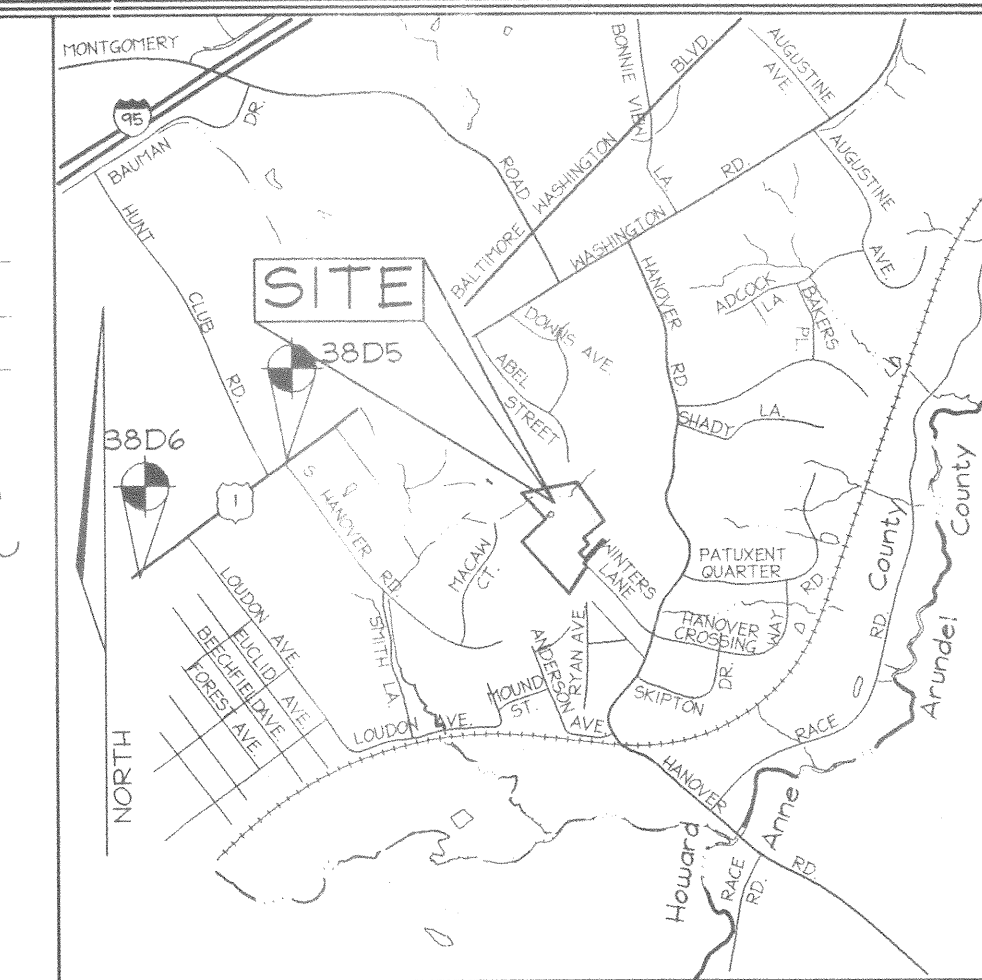 MONTGOMERY
ROAD
95
BAUMAN
DR.
HUNT
CLUB
RD.
BONNIE VIEW
LA.
BALTIMORE WASHINGTON
BLVD.
AUGUSTINE
AVE.
WASHINGTON
RD.
AUGUSTINE
AVE.
SITE
HANOVER
RD.
ADCOCK
LA
BAKERS
PL.
DOWNS AVE.
ABEL
STREET
SHADY
LA.
38D5
38D6
1
S HANOVER
RD.
MACAW
CT.
WINTERS
LANE
PATUXENT
QUARTER
RD.
HANOVER
CROSSING
WAY
SKIPTON
DR.
LOUDON AVE.
EUCLID AVE
BEECHFIELD AVE.
FOREST AVE.
SMITH LA.
LOUDON AVE.
MOUND
ST.
ANDERSON
AVE
RYAN AVE
HANOVER
RD.
RACE
RD.
RACE
RD.
Howard
County
Anne
Arundel
County
NORTH